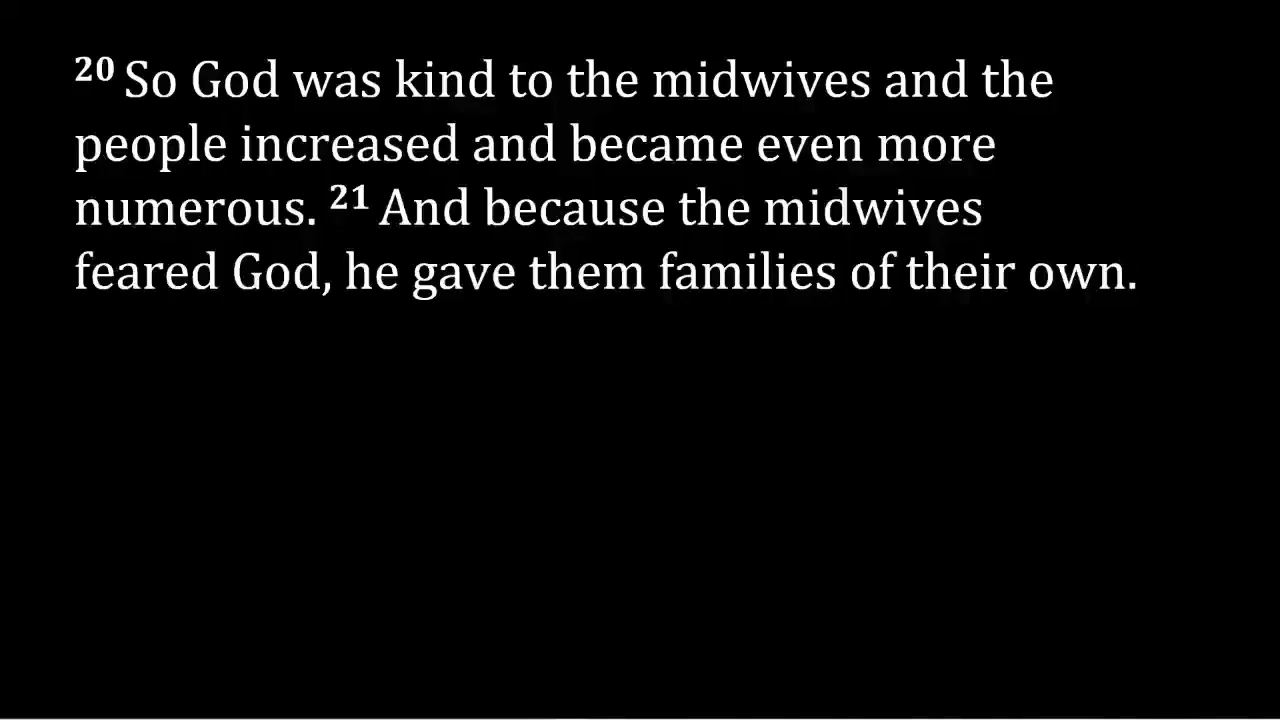 20 So God was kind to the midwives and the
people increased and became even more
numerous. 21 And because the midwives
feared God, he gave them families of their own.